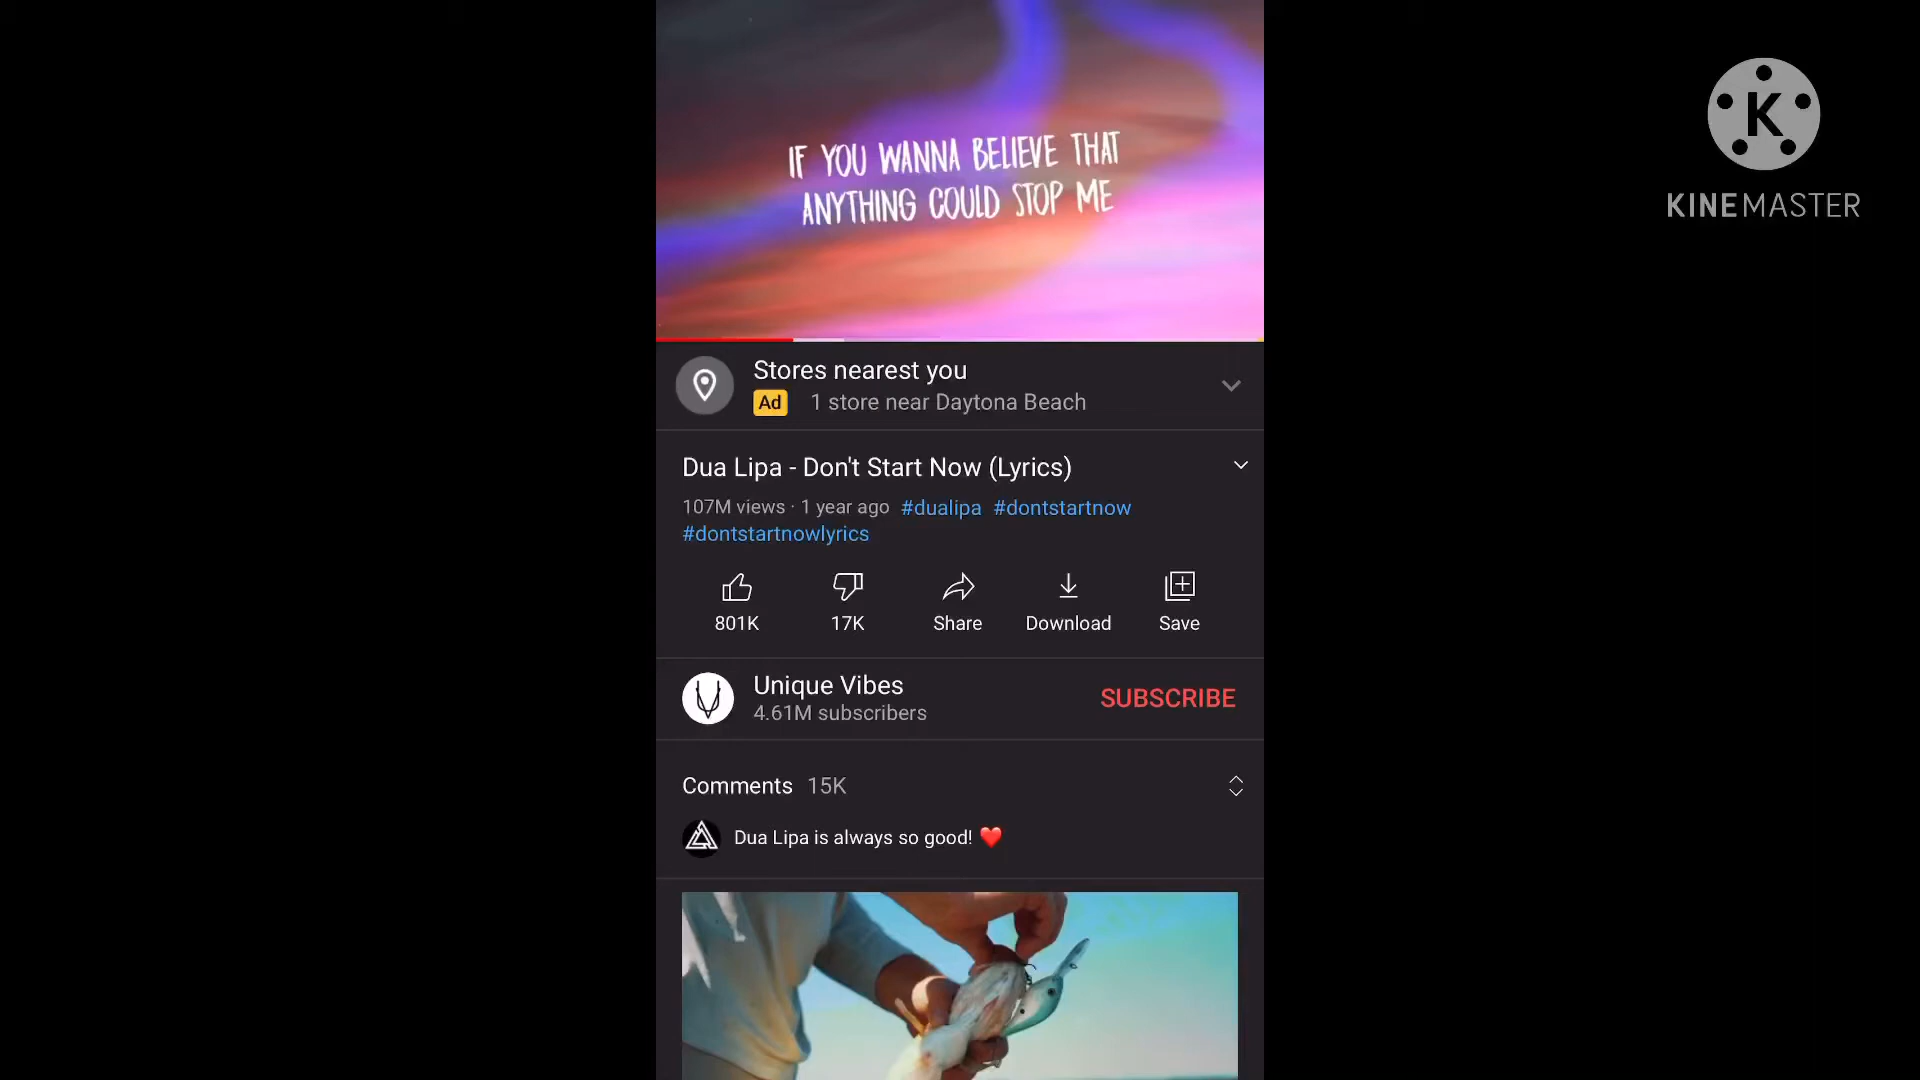 IF YOU WANNA BELIEVE THAT
ANYTHING COULD STOP ME
K
KINEMASTER
Stores nearest you
Ad 1 store near Daytona Beach
Dua Lipa - Don't Start Now (Lyrics)
107M views · 1 year ago #dualipa #dontstartnow
#dontstartnowlyrics
801K 17K Share Download Save
Unique Vibes
4.61M subscribers
SUBSCRIBE
Comments 15K
Dua Lipa is always so good! ❤️